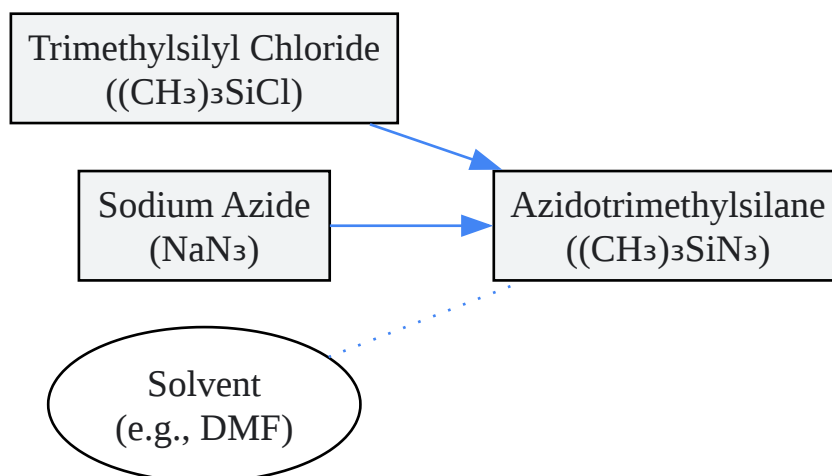 Trimethylsilyl Chloride
((CH₃)₃SiCl)
Sodium Azide
(NaN₃)
Azidotrimethylsilane
((CH₃)₃SiN₃)
Solvent
(e.g., DMF)